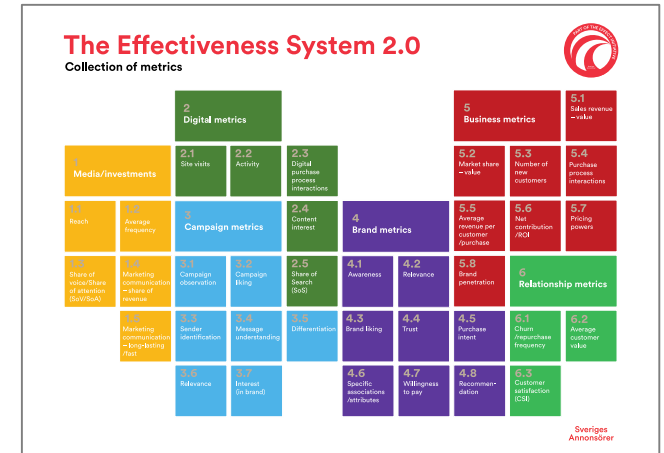 The Effectiveness System 2.0
Collection of metrics
PART OF THE EFFECT INITIATIVE
2
Digital metrics
5
Business metrics
5.1
Sales revenue
– value
1
Media/investments
2.1
Site visits
2.2
Activity
2.3
Digital
purchase
process
interactions
5.2
Market share
– value
5.3
Number of
new
customers
5.4
Purchase
process
interactions
1.1
Reach
1.2
Average
frequency
3
Campaign metrics
2.4
Content
interest
4
Brand metrics
5.5
Average
revenue per
customer
/purchase
5.6
Net
contribution
/ROI
5.7
Pricing
powers
1.3
Share of
voice/Share
of attention
(SoV/SoA)
1.4
Marketing
communication
– share of
revenue
3.1
Campaign
observation
3.2
Campaign
liking
2.5
Share of
Search
(SoS)
4.1
Awareness
4.2
Relevance
5.8
Brand
penetration
6
Relationship metrics
1.5
Marketing
communication
– long-lasting
/fast
3.3
Sender
identification
3.4
Message
understanding
3.5
Differentiation
4.3
Brand liking
4.4
Trust
4.5
Purchase
intent
6.1
Churn
/repurchase
frequency
6.2
Average
customer
value
3.6
Relevance
3.7
Interest
(in brand)
4.6
Specific
associations
/attributes
4.7
Willingness
to pay
4.8
Recommen-
dation
6.3
Customer
satisfaction
(CSI)
Sveriges
Annonsörer